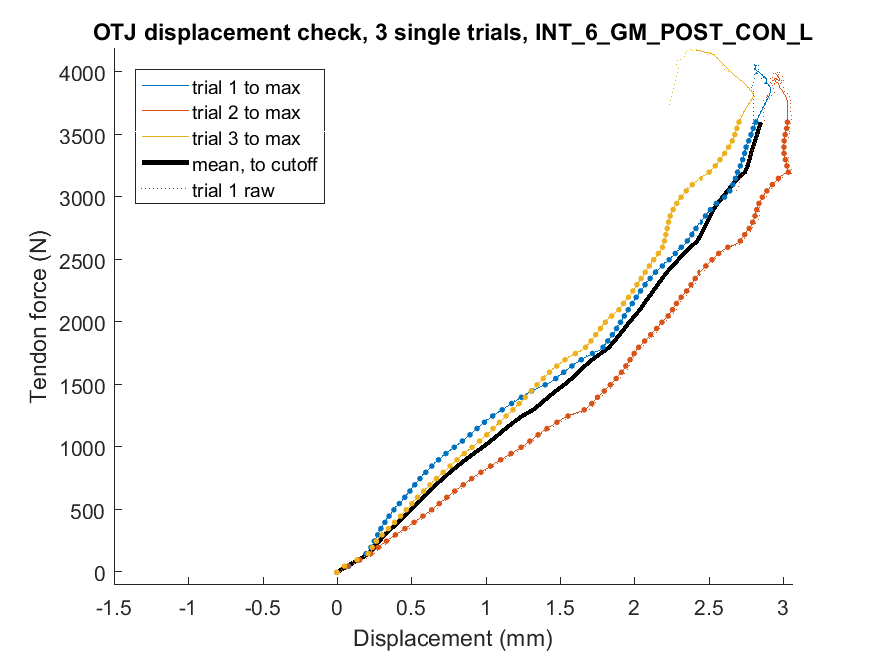 OTJ displacement check, 3 single trials, INT_6_GM_POST_CON_L
4000
3500
3000
2500
2000
1500
1000
500
0
Tendon force (N)
trial 1 to max
trial 2 to max
trial 3 to max
mean, to cutoff
trial 1 raw
-1.5 -1 -0.5 0 0.5 1 1.5 2 2.5 3
Displacement (mm)